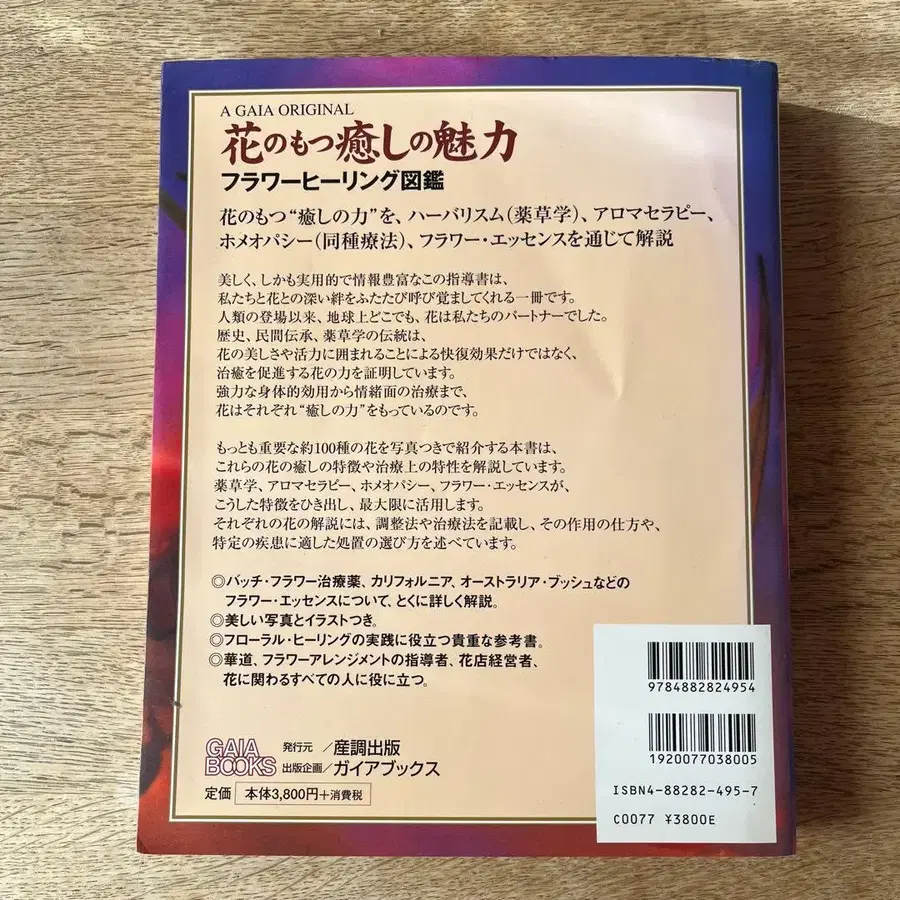 A GAIA ORIGINAL
花のもつ癒しの魅力
フラワーヒーリング図鑑
花のもつ“癒しの力”を、ハーバリスム(薬草学)、アロマセラピー、
ホメオパシー(同種療法)、フラワー・エッセンスを通じて解説
美しく、しかも実用的で情報豊富なこの指導書は、
私たちと花との深い絆をふたたび呼び覚ましてくれる一冊です。
人類の登場以来、地球上どこでも、花は私たちのパートナーでした。
歴史、民間伝承、薬草学の伝統は、
花の美しさや活力に囲まれることによる快復効果だけではなく、
治癒を促進する花の力を証明しています。
強力な身体的効用から情緒面の治療まで、
花はそれぞれ“癒しの力”をもっているのです。
もっとも重要な約100種の花を写真つきで紹介する本書は、
これらの花の癒しの特徴や治療上の特性を解説しています。
薬草学、アロマセラピー、ホメオパシー、フラワー・エッセンスが、
こうした特徴をひき出し、最大限に活用します。
それぞれの花の解説には、調整法や治療法を記載し、その作用の仕方や、
特定の疾患に適した処置の選び方を述べています。
◎バッチ・フラワー治療薬、カリフォルニア、オーストラリア・ブッシュなどの
フラワー・エッセンスについて、とくに詳しく解説。
◎美しい写真とイラストつき。
◎フローラル・ヒーリングの実践に役立つ貴重な参考書。
◎華道、フラワーアレンジメントの指導者、花店経営者、
花に関わるすべての人に役に立つ。
GAIA BOOKS
発行元/産調出版
出版企画/ガイアブックス
定価 本体3,800円+消費税
9784882824954
1920077038005
ISBN4-88282-495-7
C0077 ¥3800E